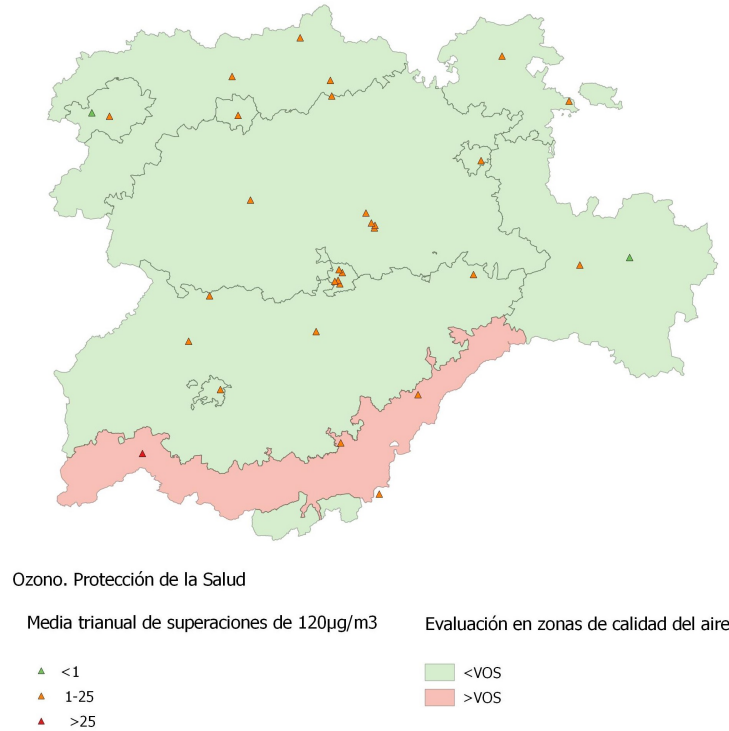 Ozono. Protección de la Salud
Media trianual de superaciones de 120µg/m3
<1
1-25
>25
Evaluación en zonas de calidad del aire
<VOS
>VOS